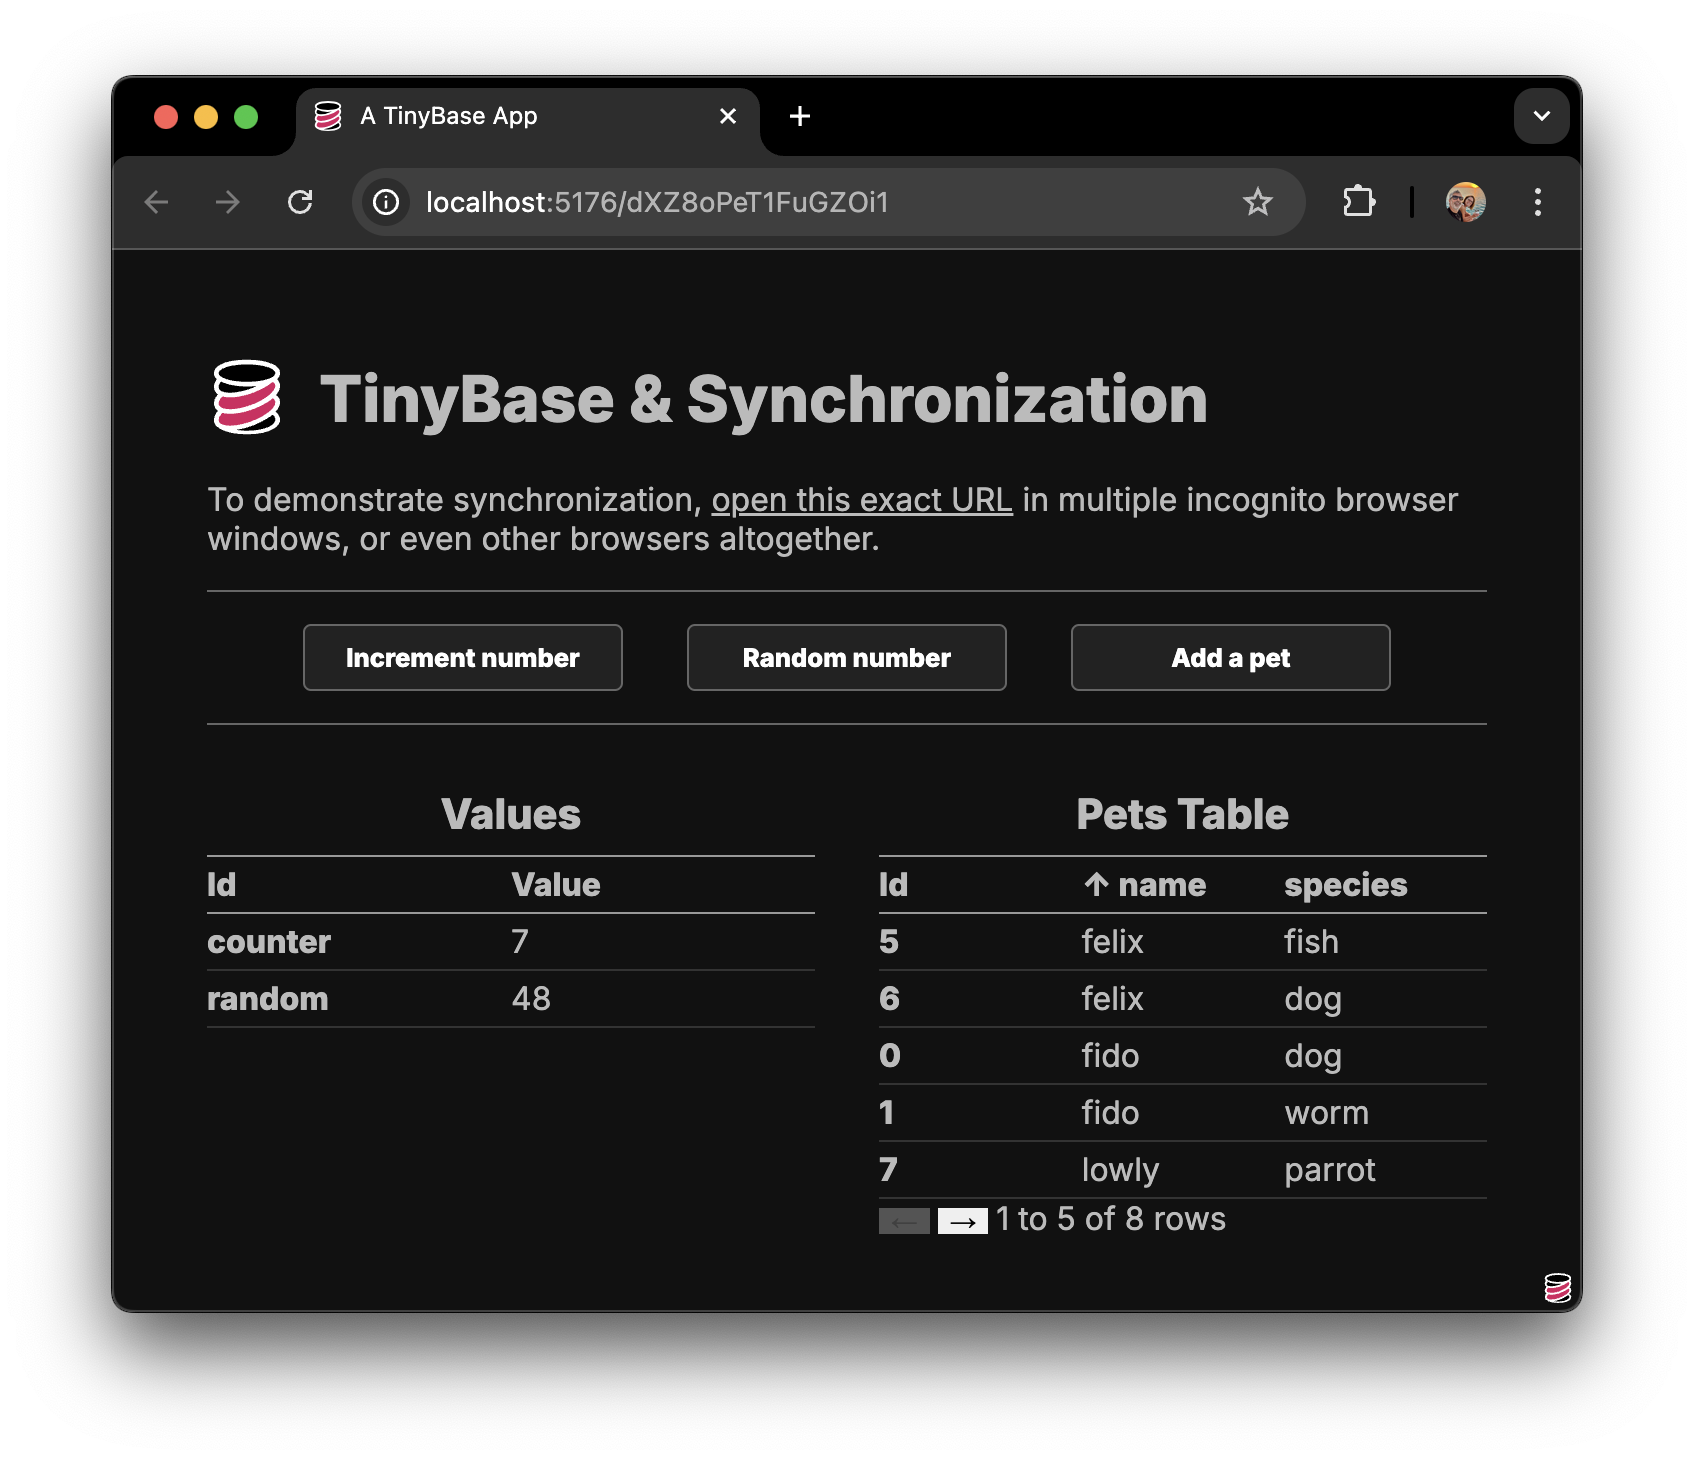 A TinyBase App
localhost:5176/dXZ8oPeT1FuGZOi1
TinyBase & Synchronization
To demonstrate synchronization, open this exact URL in multiple incognito browser
windows, or even other browsers altogether.
Increment number
Random number
Add a pet
Values
Id Value
counter 7
random 48
Pets Table
Id ↑ name species
5 felix fish
6 felix dog
0 fido dog
1 fido worm
7 lowly parrot
← → 1 to 5 of 8 rows